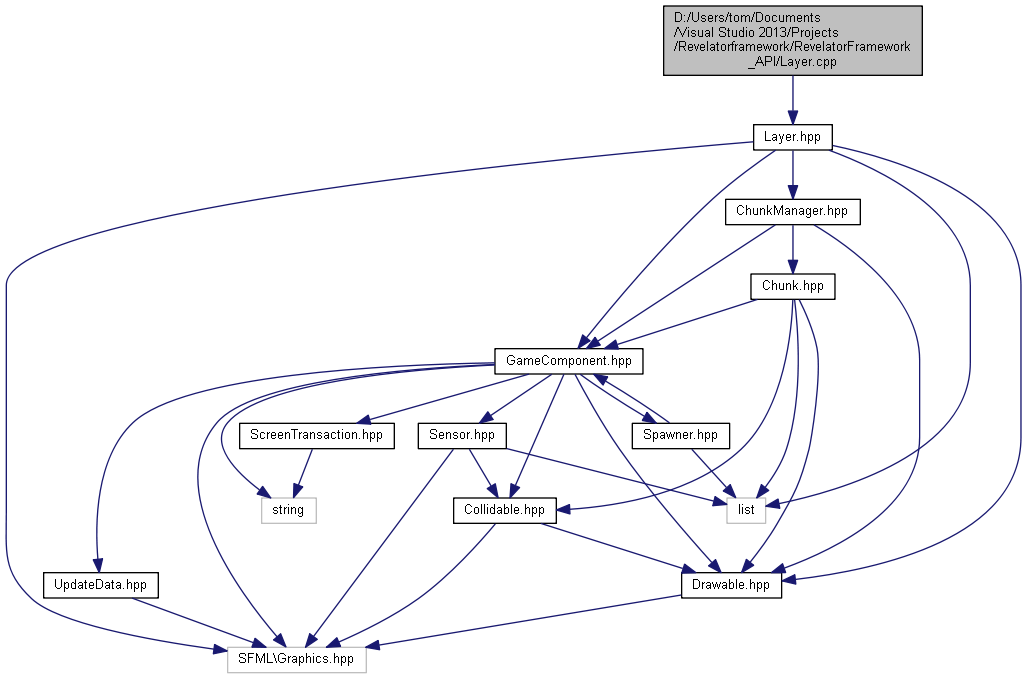 D:/Users/tom/Documents
/Visual Studio 2013/Projects
/Revelatorframework/RevelatorFramework
_API/Layer.cpp
Layer.hpp
ChunkManager.hpp
Chunk.hpp
GameComponent.hpp
ScreenTransaction.hpp
Sensor.hpp
Spawner.hpp
string
Collidable.hpp
list
UpdateData.hpp
Drawable.hpp
SFML\Graphics.hpp